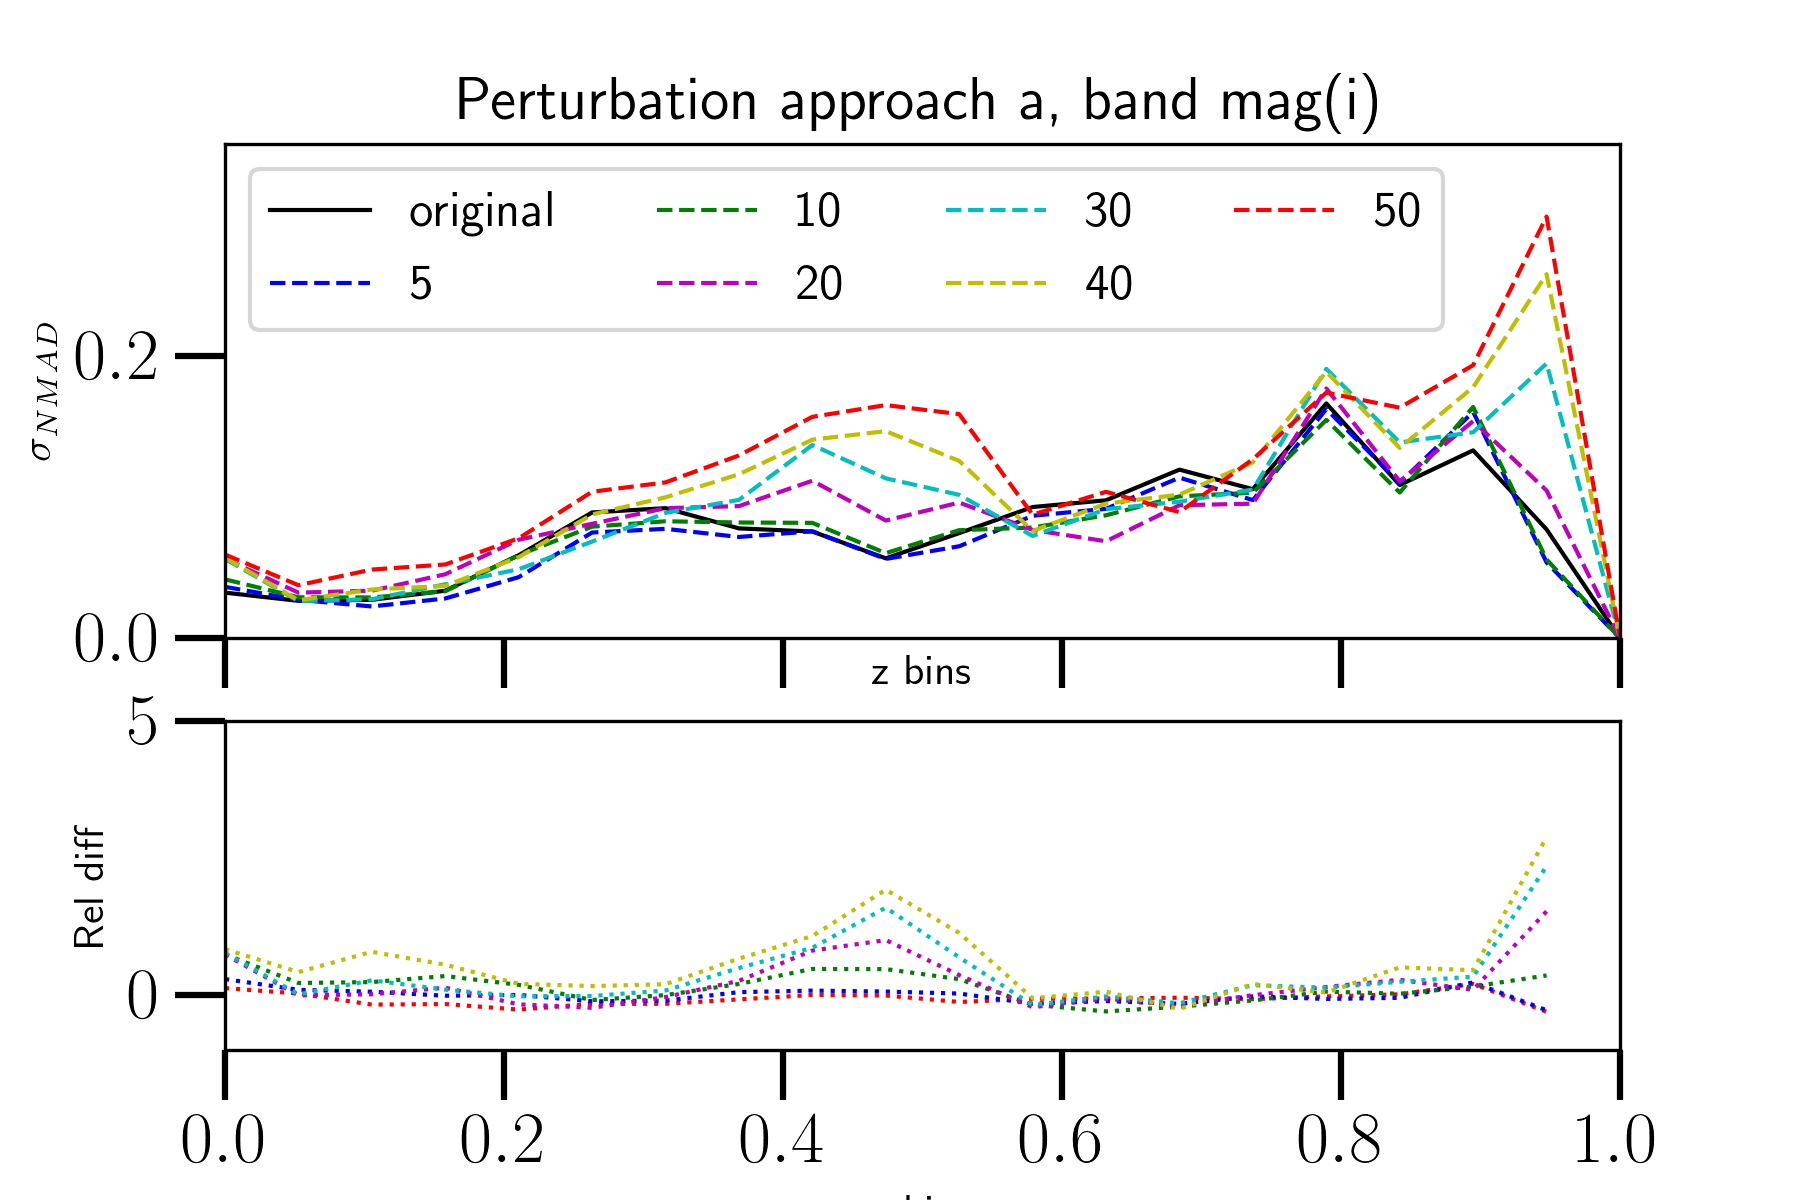 Perturbation approach a, band mag(i)
original 10 30 50
5 20 40
σNMAD
0.2
0.0
z bins
5
Rel diff
0
0.0 0.2 0.4 0.6 0.8 1.0